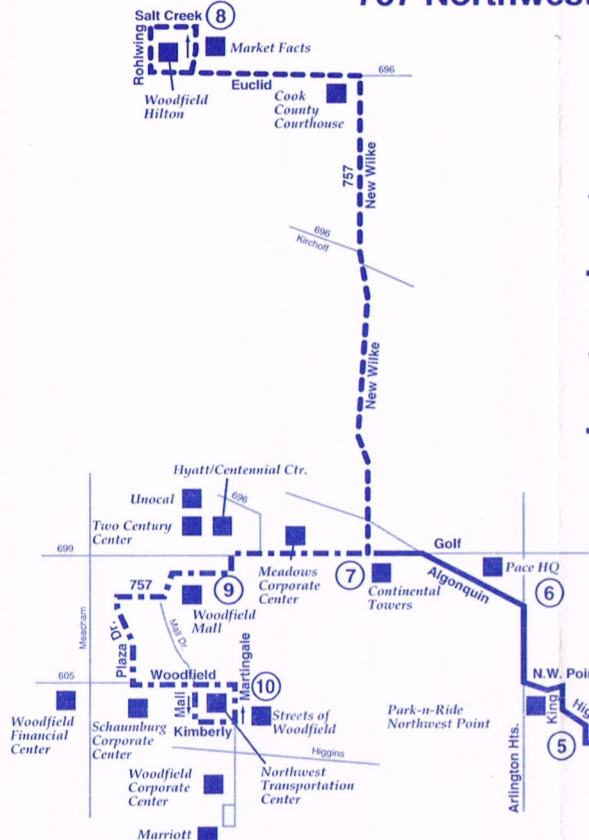 757 Northwest
Salt Creek
8
Rohlwing
Market Facts
Woodfield
Hilton
Euclid
696
Cook
County
Courthouse
757
New Wilke
696
Kirchoff
New Wilke
Hyatt/Centennial Ctr.
Unocal
696
Two Century
Center
699
Golf
Meadows
Corporate
Center
7
Continental
Towers
Algonquin
Pace HQ
6
757
9
Woodfield
Mall
Meacham
Plaza Dr.
Mall Dr.
Martingale
605
Woodfield
10
N.W. Poin
Woodfield
Financial
Center
Schaumburg
Corporate
Center
Mall
Kimberly
Streets of
Woodfield
Park-n-Ride
Northwest Point
King
Hig
5
Arlington Hts.
Higgins
Woodfield
Corporate
Center
Northwest
Transportation
Center
Marriott